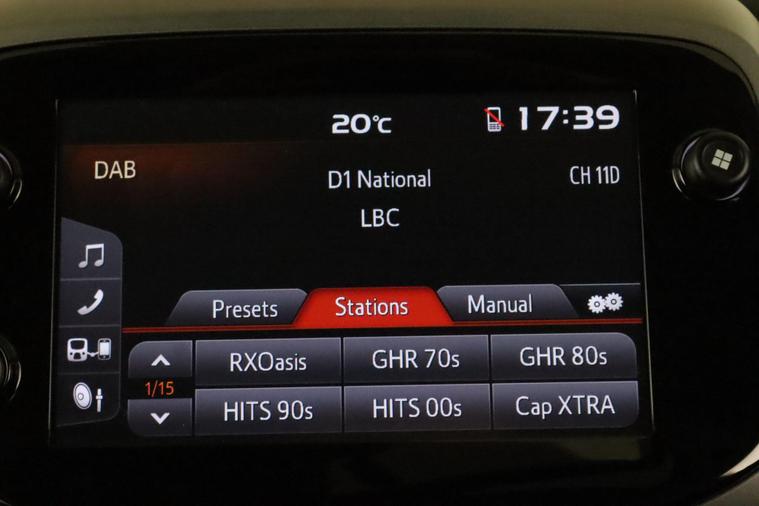 20°C 17:39
DAB D1 National CH 11D
LBC
Presets Stations Manual
RXOasis GHR 70s GHR 80s
1/15
HITS 90s HITS 00s Cap XTRA